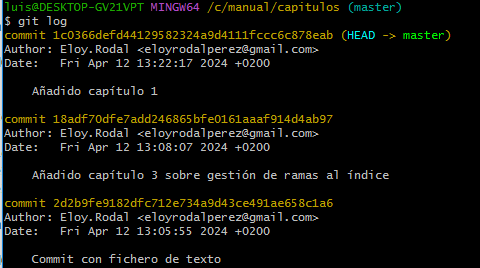 luis@DESKTOP-GV21VPT MINGW64 /c/manual/capitulos (master)
$ git log
commit 1c0366defd44129582324a9d4111fccc6c878eab (HEAD -> master)
Author: Eloy.Rodal <eloyrodalperez@gmail.com>
Date:   Fri Apr 12 13:22:17 2024 +0200
Añadido capítulo 1
commit 18adf70dfe7add246865bfe0161aaaf914d4ab97
Author: Eloy.Rodal <eloyrodalperez@gmail.com>
Date:   Fri Apr 12 13:08:07 2024 +0200
Añadido capítulo 3 sobre gestión de ramas al índice
commit 2d2b9fe9182dfc712e734a9d43ce491ae658c1a6
Author: Eloy.Rodal <eloyrodalperez@gmail.com>
Date:   Fri Apr 12 13:05:55 2024 +0200
Commit con fichero de texto